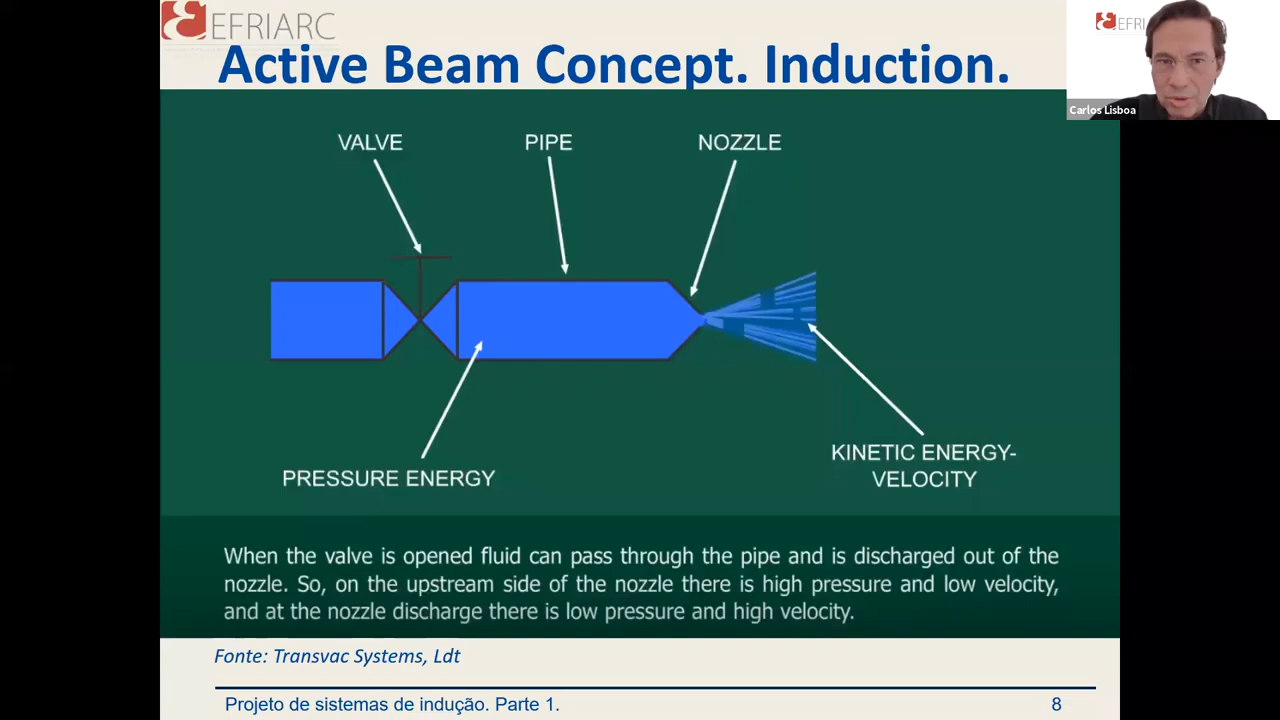 EFRIARC
Active Beam Concept. Induction.
EFRIAR
Carlos Lisboa
VALVE
PIPE
NOZZLE
PRESSURE ENERGY
KINETIC ENERGY-
VELOCITY
When the valve is opened fluid can pass through the pipe and is discharged out of the
nozzle. So, on the upstream side of the nozzle there is high pressure and low velocity,
and at the nozzle discharge there is low pressure and high velocity.
Fonte: Transvac Systems, Ldt
Projeto de sistemas de indução. Parte 1.
8